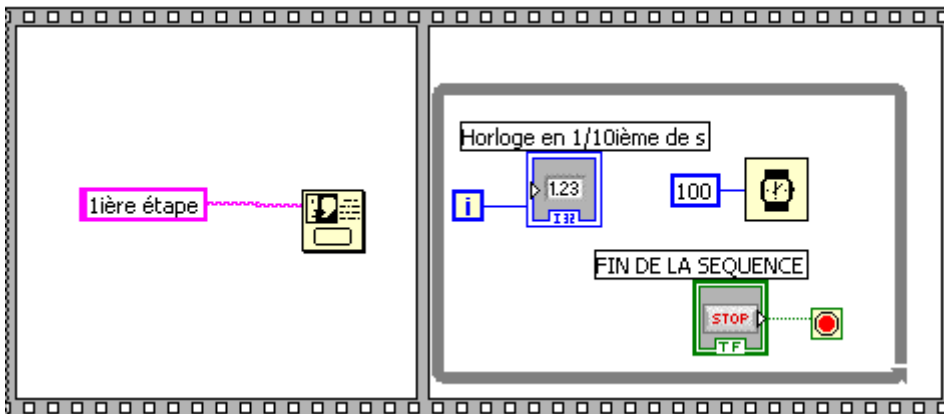 1ière étape
Horloge en 1/10ième de s
1.23
I32
i
100
FIN DE LA SEQUENCE
STOP
TF